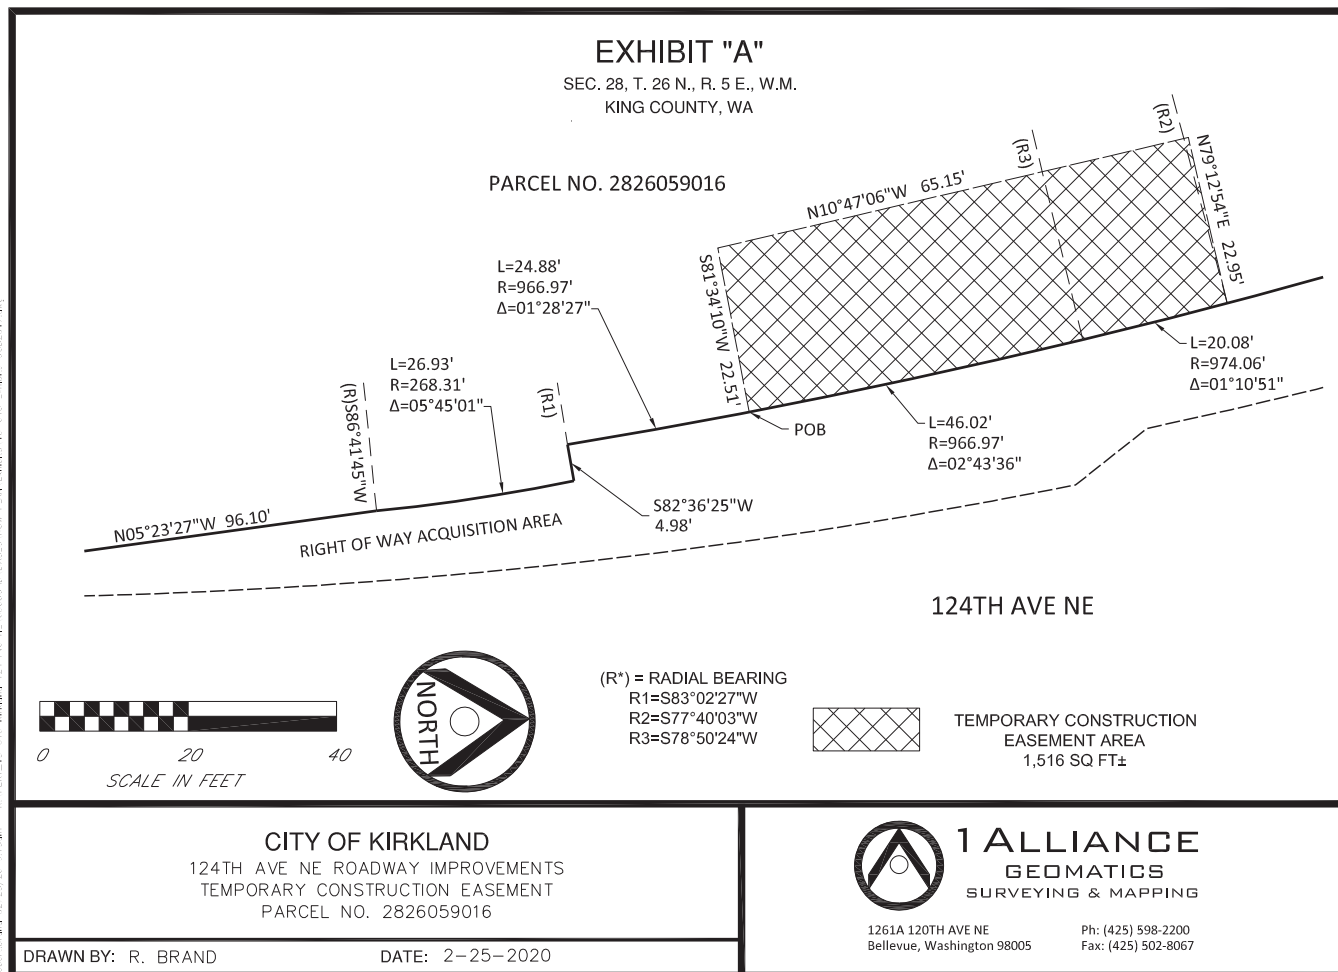 EXHIBIT "A"
SEC. 28, T. 26 N., R. 5 E., W.M.
KING COUNTY, WA
PARCEL NO. 2826059016
(R2)
(R3)
N79°12'54"E 22.95'
N10°47'06"W 65.15'
S81°34'10"W 22.51'
L=24.88'
R=966.97'
Δ=01°28'27"
L=20.08'
R=974.06'
Δ=01°10'51"
L=26.93'
R=268.31'
Δ=05°45'01"
(R)S86°41'45"W
(R1)
POB
L=46.02'
R=966.97'
Δ=02°43'36"
S82°36'25"W
4.98'
N05°23'27"W 96.10'
RIGHT OF WAY ACQUISITION AREA
124TH AVE NE
0 20 40
SCALE IN FEET
NORTH
(R*) = RADIAL BEARING
R1=S83°02'27"W
R2=S77°40'03"W
R3=S78°50'24"W
TEMPORARY CONSTRUCTION
EASEMENT AREA
1,516 SQ FT±
CITY OF KIRKLAND
124TH AVE NE ROADWAY IMPROVEMENTS
TEMPORARY CONSTRUCTION EASEMENT
PARCEL NO. 2826059016
DRAWN BY: R. BRAND DATE: 2-25-2020
1 ALLIANCE
GEOMATICS
SURVEYING & MAPPING
1261A 120TH AVE NE Ph: (425) 598-2200
Bellevue, Washington 98005 Fax: (425) 502-8067